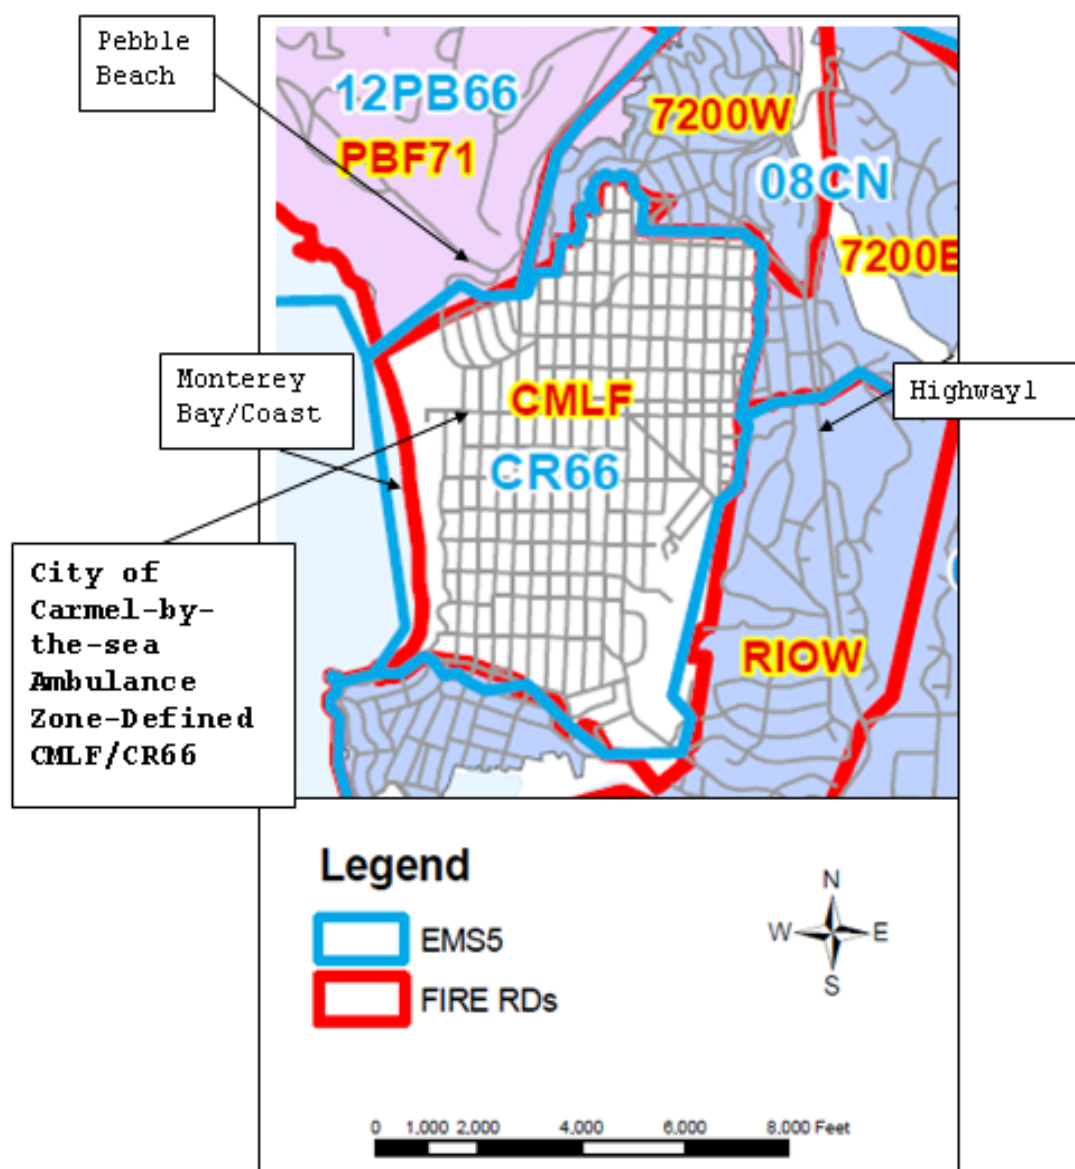 Pebble
Beach
12PB66
PBF71
7200W
08CN
7200E
Monterey
Bay/Coast
CMLF
CR66
Highway1
City of
Carmel-by-
the-sea
Ambulance
Zone-Defined
CMLF/CR66
RIOW
Legend
EMS5
FIRE RDs
N
W
E
S
0 1,000 2,000 4,000 6,000 8,000 Feet